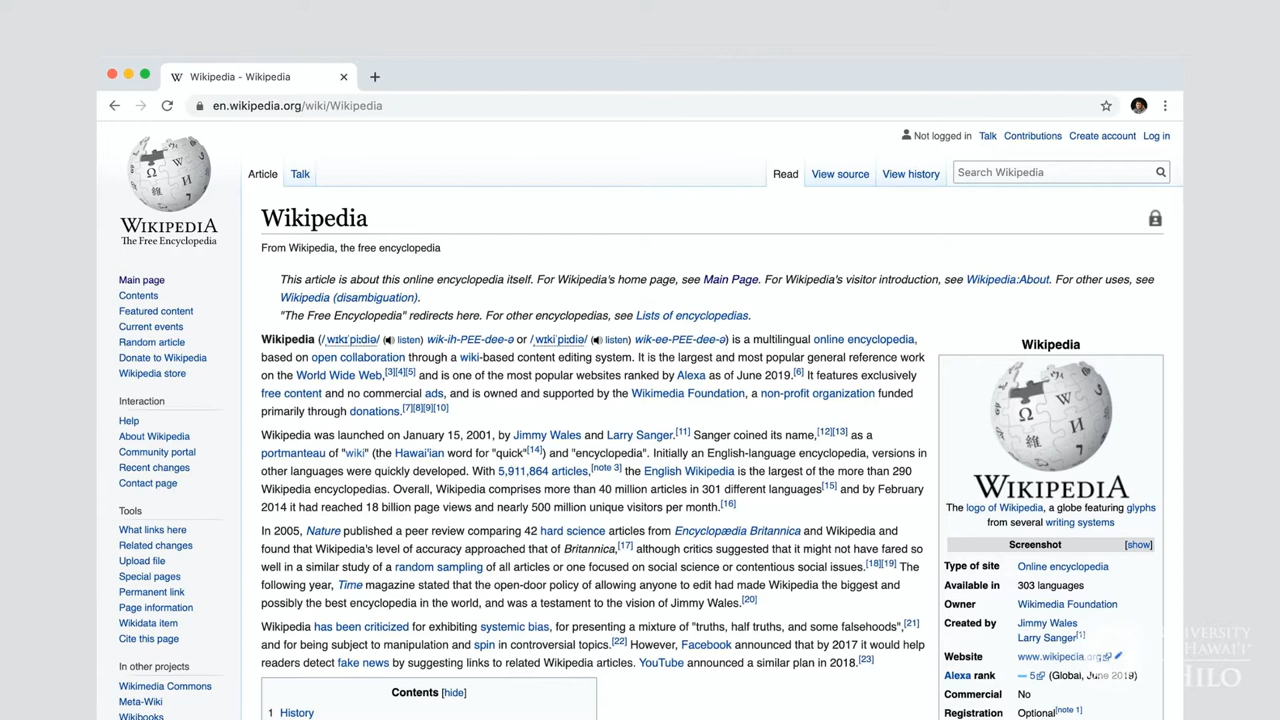 Wikipedia - Wikipedia
en.wikipedia.org/wiki/Wikipedia
Not logged in Talk Contributions Create account Log in
Article Talk Read View source View history Search Wikipedia
WIKIPEDIA
The Free Encyclopedia
Main page
Contents
Featured content
Current events
Random article
Donate to Wikipedia
Wikipedia store
Interaction
Help
About Wikipedia
Community portal
Recent changes
Contact page
Tools
What links here
Related changes
Upload file
Special pages
Permanent link
Page information
Wikidata item
Cite this page
In other projects
Wikimedia Commons
Meta-Wiki
Wikibooks
Wikipedia
From Wikipedia, the free encyclopedia
This article is about this online encyclopedia itself. For Wikipedia's home page, see Main Page. For Wikipedia's visitor introduction, see Wikipedia:About. For other uses, see
Wikipedia (disambiguation).
"The Free Encyclopedia" redirects here. For other encyclopedias, see Lists of encyclopedias.
Wikipedia (/ˌwɪkɪˈpiːdiə/ (listen) wik-ih-PEE-dee-ə or /ˌwɪkiˈpiːdiə/ (listen) wik-ee-PEE-dee-ə) is a multilingual online encyclopedia,
based on open collaboration through a wiki-based content editing system. It is the largest and most popular general reference work
on the World Wide Web,[3][4][5] and is one of the most popular websites ranked by Alexa as of June 2019.[6] It features exclusively
free content and no commercial ads, and is owned and supported by the Wikimedia Foundation, a non-profit organization funded
primarily through donations.[7][8][9][10]
Wikipedia was launched on January 15, 2001, by Jimmy Wales and Larry Sanger.[11] Sanger coined its name,[12][13] as a
portmanteau of "wiki" (the Hawai'ian word for "quick"[14]) and "encyclopedia". Initially an English-language encyclopedia, versions in
other languages were quickly developed. With 5,911,864 articles,[note 3] the English Wikipedia is the largest of the more than 290
Wikipedia encyclopedias. Overall, Wikipedia comprises more than 40 million articles in 301 different languages[15] and by February
2014 it had reached 18 billion page views and nearly 500 million unique visitors per month.[16]
In 2005, Nature published a peer review comparing 42 hard science articles from Encyclopædia Britannica and Wikipedia and
found that Wikipedia's level of accuracy approached that of Britannica,[17] although critics suggested that it might not have fared so
well in a similar study of a random sampling of all articles or one focused on social science or contentious social issues.[18][19] The
following year, Time magazine stated that the open-door policy of allowing anyone to edit had made Wikipedia the biggest and
possibly the best encyclopedia in the world, and was a testament to the vision of Jimmy Wales.[20]
Wikipedia has been criticized for exhibiting systemic bias, for presenting a mixture of "truths, half truths, and some falsehoods",[21]
and for being subject to manipulation and spin in controversial topics.[22] However, Facebook announced that by 2017 it would help
readers detect fake news by suggesting links to related Wikipedia articles. YouTube announced a similar plan in 2018.[23]
Contents [hide]
1 History
Wikipedia
WIKIPEDIA
The logo of Wikipedia, a globe featuring glyphs
from several writing systems
Screenshot [show]
Type of site Online encyclopedia
Available in 303 languages
Owner Wikimedia Foundation
Created by Jimmy Wales
Larry Sanger[1]
Website www.wikipedia.org
Alexa rank 5 (Global, June 2019)
Commercial No
Registration Optional[note 1]
UNIVERSITY
HAWAI'I
HILO